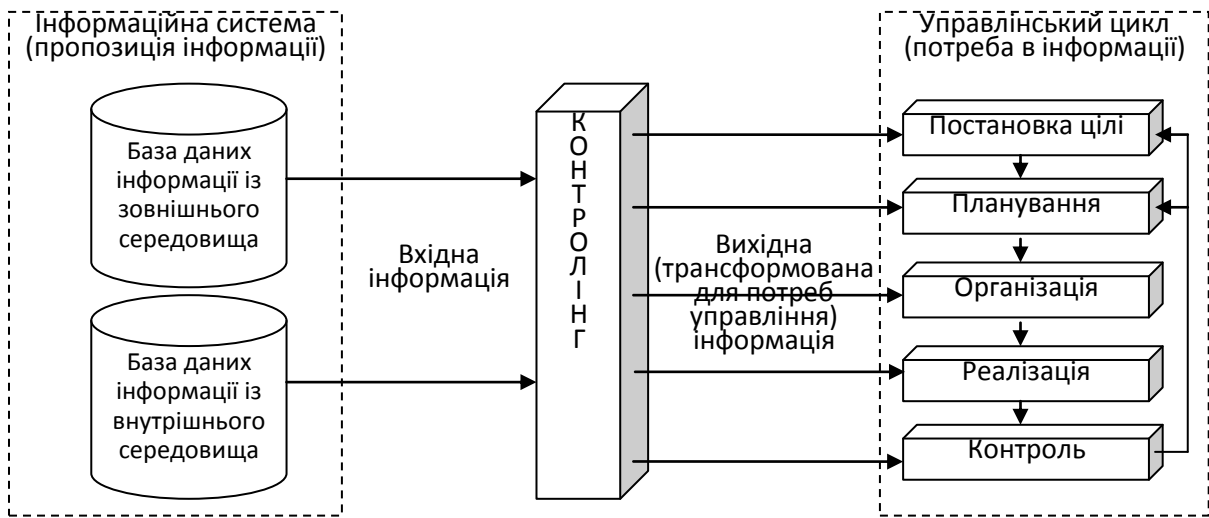 Інформаційна система
(пропозиція інформації)
База даних
інформації із
зовнішнього
середовища
База даних
інформації із
внутрішнього
середовища
Вхідна
інформація
КОНТРОЛІНГ
Вихідна
(трансформована
для потреб
управління)
інформація
Управлінський цикл
(потреба в інформації)
Постановка цілі
Планування
Організація
Реалізація
Контроль